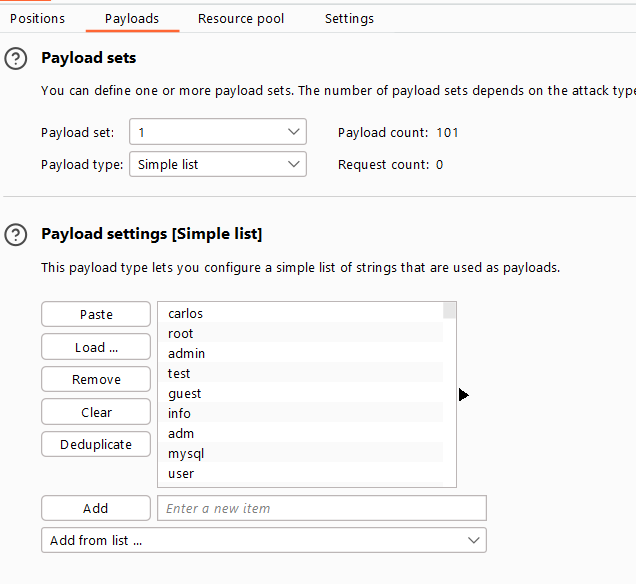 Positions Payloads Resource pool Settings
? Payload sets
You can define one or more payload sets. The number of payload sets depends on the attack type
Payload set: 1 Payload count: 101
Payload type: Simple list Request count: 0
? Payload settings [Simple list]
This payload type lets you configure a simple list of strings that are used as payloads.
Paste
Load ...
Remove
Clear
Deduplicate
carlos
root
admin
test
guest
info
adm
mysql
user
Add Enter a new item
Add from list ...